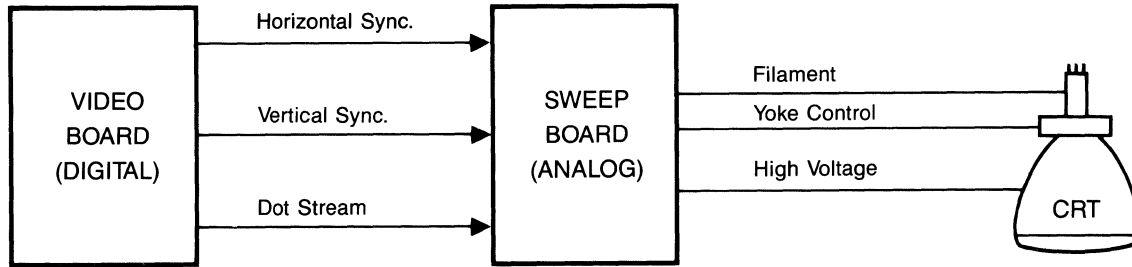 VIDEO
BOARD
(DIGITAL)
Horizontal Sync.
Vertical Sync.
Dot Stream
SWEEP
BOARD
(ANALOG)
Filament
Yoke Control
High Voltage
CRT